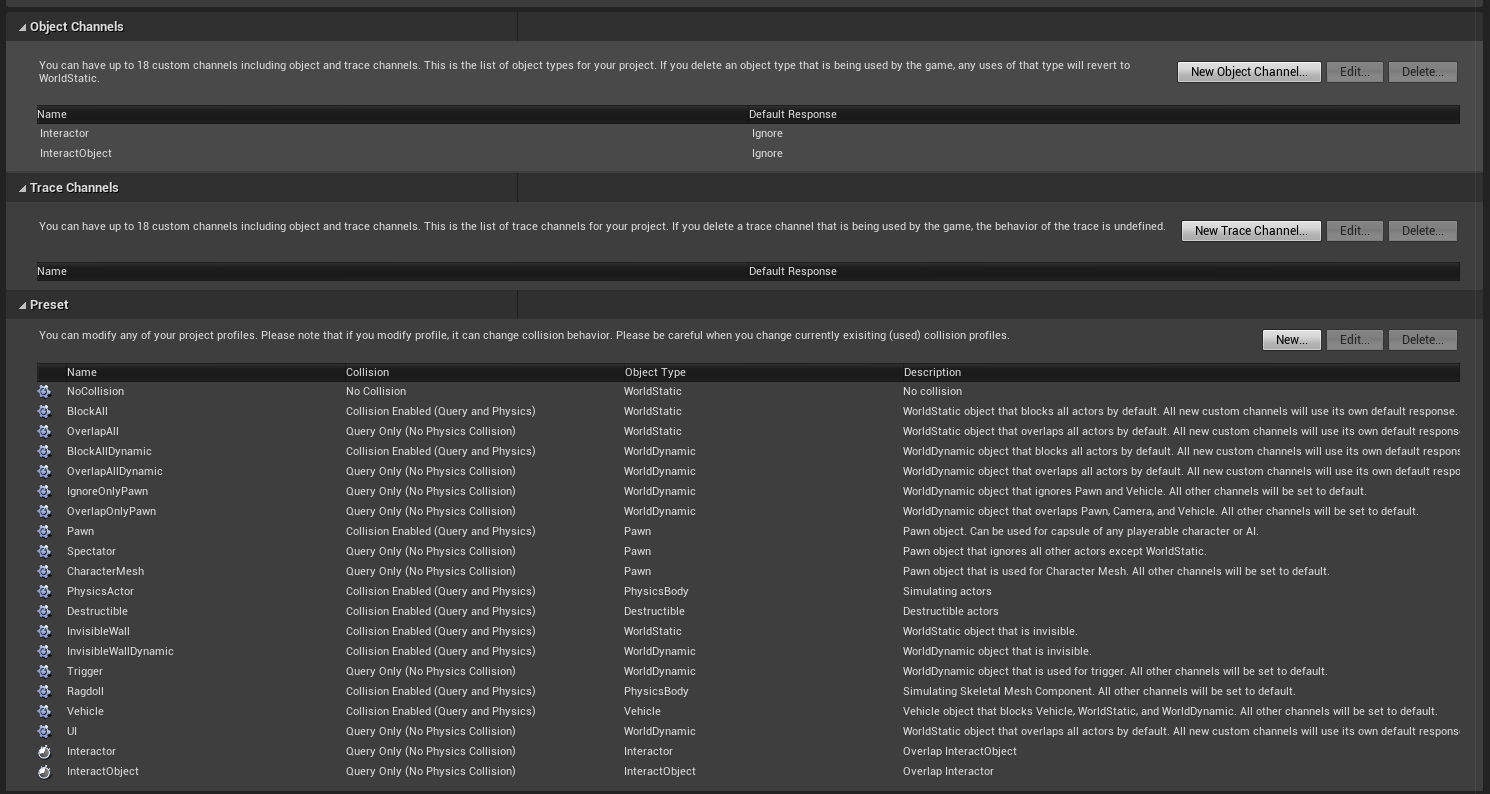 Object Channels
You can have up to 18 custom channels including object and trace channels. This is the list of object types for your project. If you delete an object type that is being used by the game, any uses of that type will revert to
WorldStatic.
New Object Channel... Edit... Delete...
Name Default Response
Interactor Ignore
InteractObject Ignore
Trace Channels
You can have up to 18 custom channels including object and trace channels. This is the list of trace channels for your project. If you delete a trace channel that is being used by the game, the behavior of the trace is undefined.
New Trace Channel... Edit... Delete...
Name Default Response
Preset
You can modify any of your project profiles. Please note that if you modify profile, it can change collision behavior. Please be careful when you change currently exisiting (used) collision profiles.
New... Edit... Delete...
Name Collision Object Type Description
NoCollision No Collision WorldStatic No collision
BlockAll Collision Enabled (Query and Physics) WorldStatic WorldStatic object that blocks all actors by default. All new custom channels will use its own default response.
OverlapAll Query Only (No Physics Collision) WorldStatic WorldStatic object that overlaps all actors by default. All new custom channels will use its own default respons
BlockAllDynamic Collision Enabled (Query and Physics) WorldDynamic WorldDynamic object that blocks all actors by default. All new custom channels will use its own default respons
OverlapAllDynamic Query Only (No Physics Collision) WorldDynamic WorldDynamic object that overlaps all actors by default. All new custom channels will use its own default respo
IgnoreOnlyPawn Query Only (No Physics Collision) WorldDynamic WorldDynamic object that ignores Pawn and Vehicle. All other channels will be set to default.
OverlapOnlyPawn Query Only (No Physics Collision) WorldDynamic WorldDynamic object that overlaps Pawn, Camera, and Vehicle. All other channels will be set to default.
Pawn Collision Enabled (Query and Physics) Pawn Pawn object. Can be used for capsule of any playerable character or AI.
Spectator Query Only (No Physics Collision) Pawn Pawn object that ignores all other actors except WorldStatic.
CharacterMesh Query Only (No Physics Collision) Pawn Pawn object that is used for Character Mesh. All other channels will be set to default.
PhysicsActor Collision Enabled (Query and Physics) PhysicsBody Simulating actors
Destructible Collision Enabled (Query and Physics) Destructible Destructible actors
InvisibleWall Collision Enabled (Query and Physics) WorldStatic WorldStatic object that is invisible.
InvisibleWallDynamic Collision Enabled (Query and Physics) WorldDynamic WorldDynamic object that is invisible.
Trigger Query Only (No Physics Collision) WorldDynamic WorldDynamic object that is used for trigger. All other channels will be set to default.
Ragdoll Collision Enabled (Query and Physics) PhysicsBody Simulating Skeletal Mesh Component. All other channels will be set to default.
Vehicle Collision Enabled (Query and Physics) Vehicle Vehicle object that blocks Vehicle, WorldStatic, and WorldDynamic. All other channels will be set to default.
UI Query Only (No Physics Collision) WorldDynamic WorldStatic object that overlaps all actors by default. All new custom channels will use its own default respons
Interactor Query Only (No Physics Collision) Interactor Overlap InteractObject
InteractObject Query Only (No Physics Collision) InteractObject Overlap Interactor